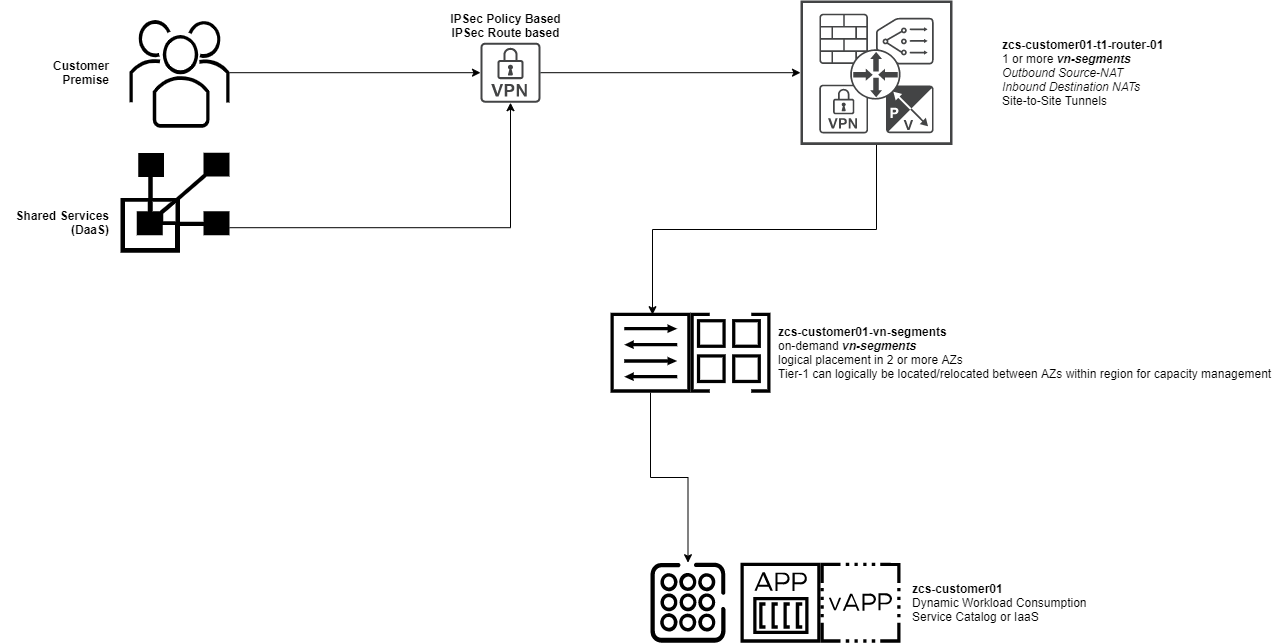 IPSec Policy Based
IPSec Route based
VPN
Customer
Premise
zcs-customer01-t1-router-01
1 or more vn-segments
Outbound Source-NAT
Inbound Destination NATs
Site-to-Site Tunnels
VPN
P
V
Shared Services
(DaaS)
zcs-customer01-vn-segments
on-demand vn-segments
logical placement in 2 or more AZs
Tier-1 can logically be located/relocated between AZs within region for capacity management
APP
vAPP
zcs-customer01
Dynamic Workload Consumption
Service Catalog or IaaS